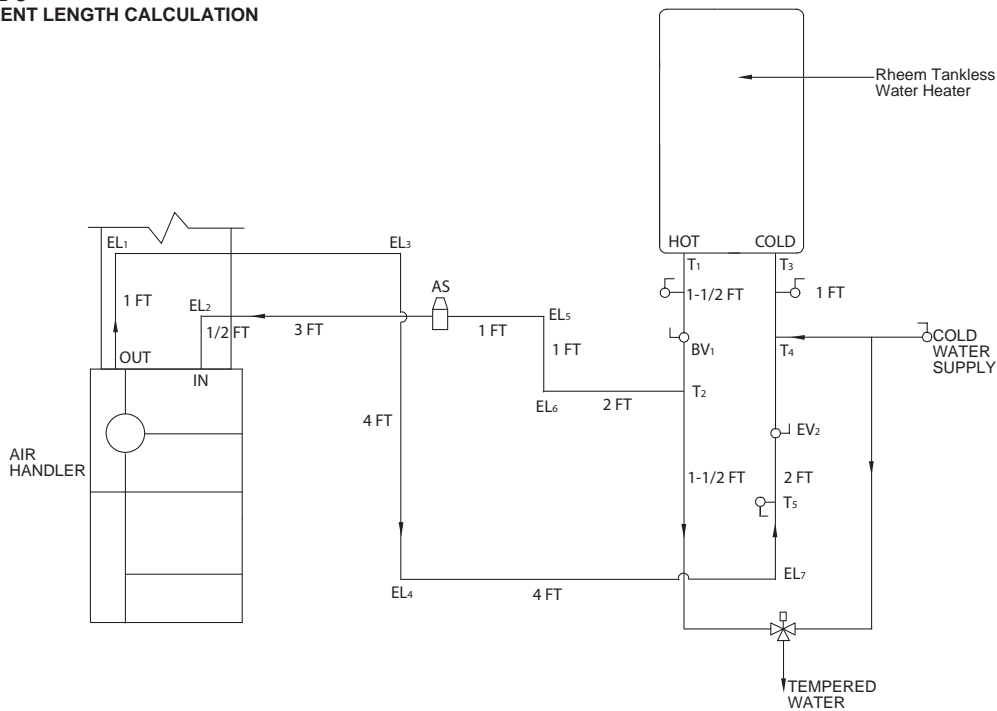 ENT LENGTH CALCULATION
Rheem Tankless
Water Heater
HOT
COLD
T1
T3
EL1
EL3
AS
1-1/2 FT
1 FT
1 FT
EL2
EL5
1/2 FT
3 FT
1 FT
1 FT
BV1
T4
COLD
WATER
SUPPLY
OUT
IN
T2
EL6
2 FT
4 FT
EV2
AIR
HANDLER
1-1/2 FT
2 FT
T5
EL4
4 FT
EL7
TEMPERED
WATER